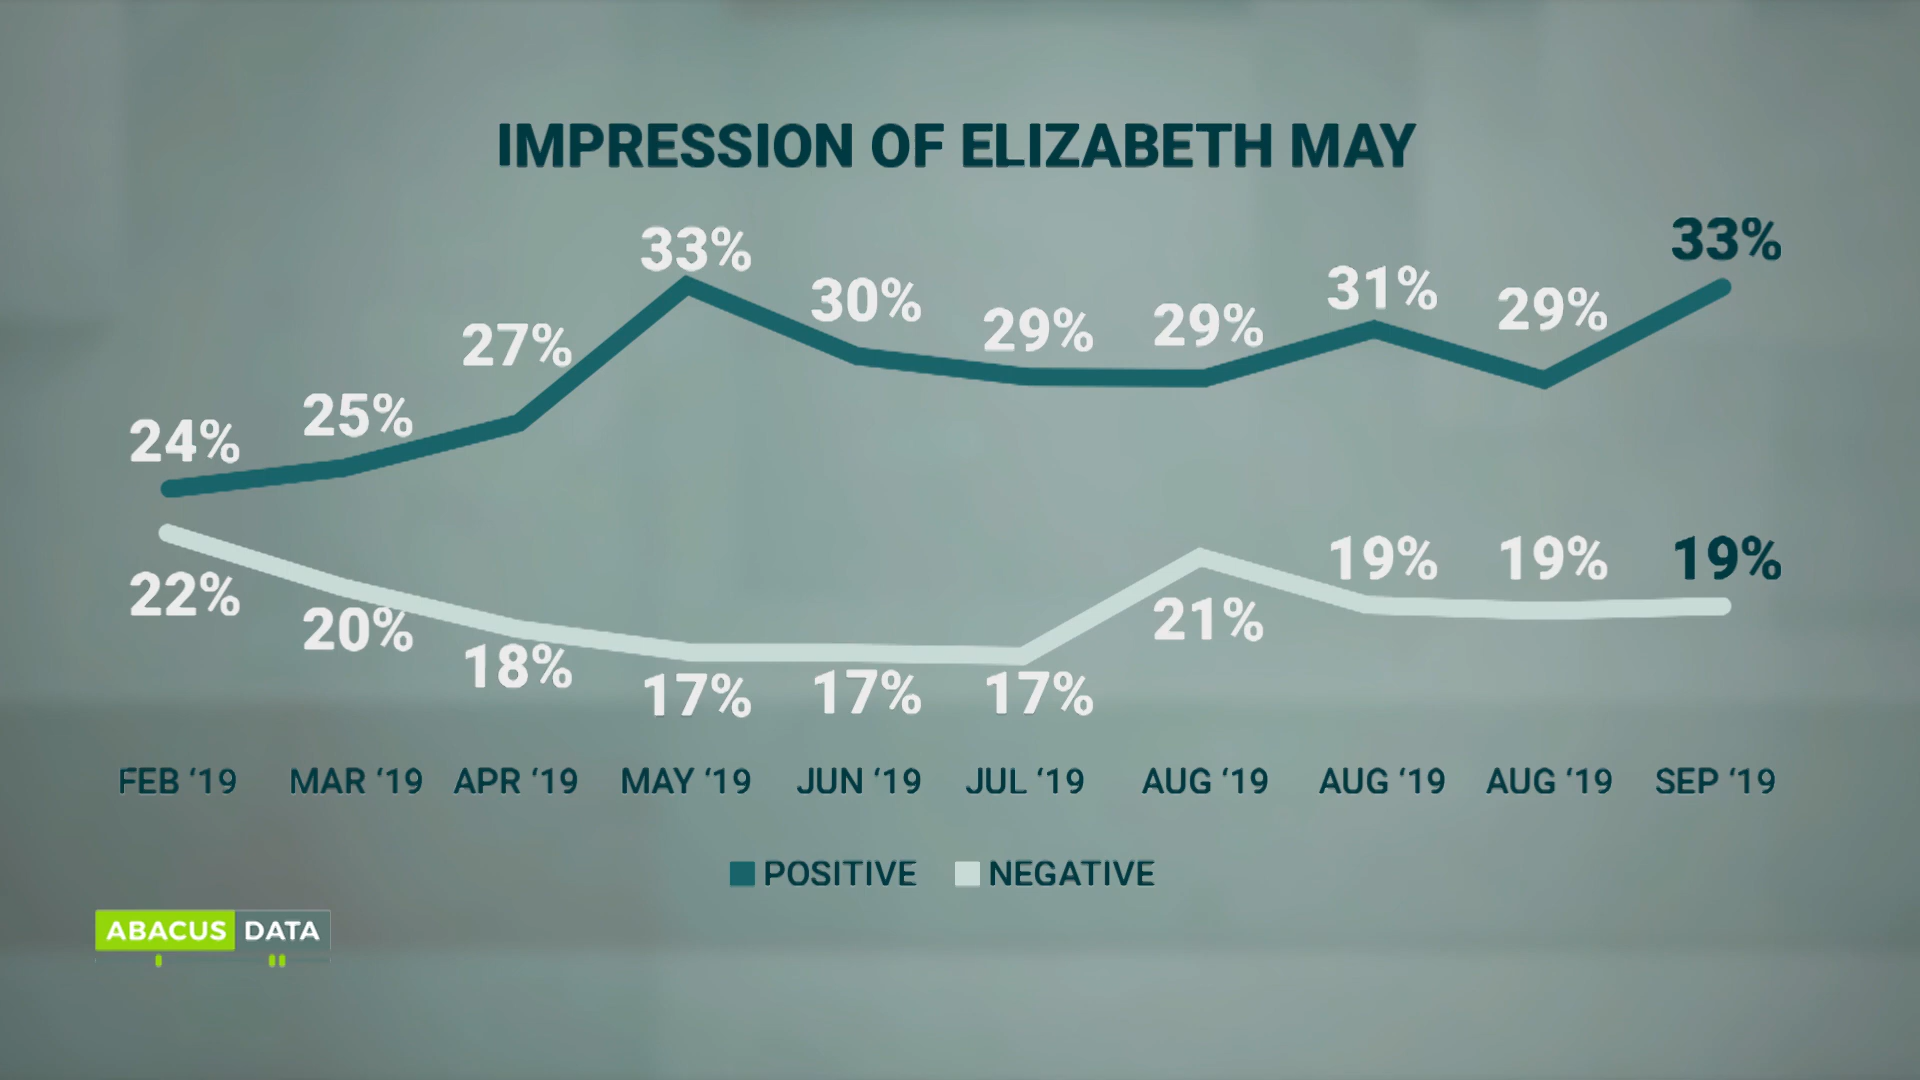 IMPRESSION OF ELIZABETH MAY
24% 25% 27% 33% 30% 29% 29% 31% 29% 33%
22% 20% 18% 17% 17% 17% 21% 19% 19% 19%
FEB ‘19 MAR ‘19 APR ‘19 MAY ‘19 JUN ‘19 JUL ‘19 AUG ‘19 AUG ‘19 AUG ‘19 SEP ‘19
POSITIVE NEGATIVE
ABACUS DATA